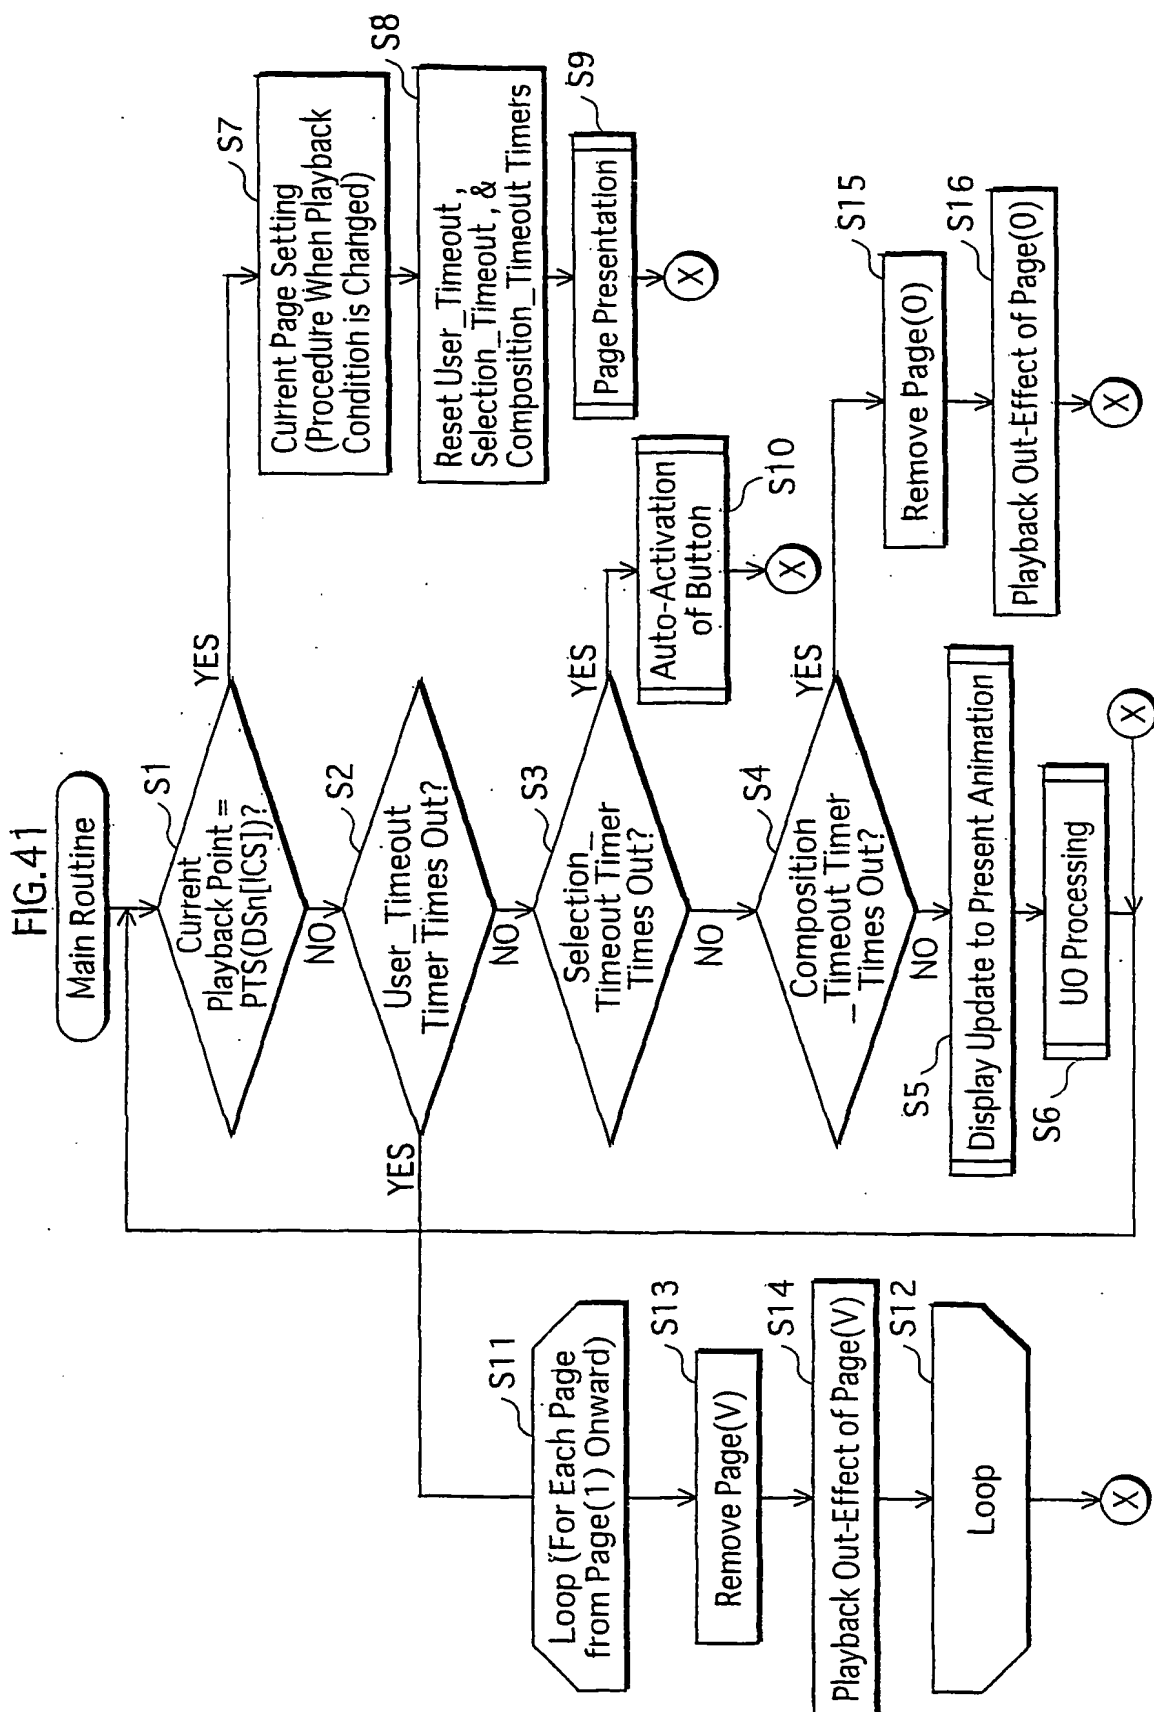 FIG.41
Main Routine
S1
Current
Playback Point =
PTS(DSn[ICS])?
YES
NO
S7
Current Page Setting
(Procedure When Playback
Condition is Changed)
S8
Reset User_Timeout,
Selection_Timeout, &
Composition_Timeout Timers
S9
Page Presentation
X
S2
User_Timeout
Timer Times Out?
YES
NO
S3
Selection_
Timeout Timer
Times Out?
YES
NO
Auto-Activation
of Button
S10
X
S4
Composition
_Timeout Timer
Times Out?
YES
NO
S15
Remove Page(0)
S16
Playback Out-Effect of Page(0)
X
S5
Display Update to Present Animation
S6
UO Processing
X
S11
Loop (For Each Page
from Page(1) Onward)
S13
Remove Page(V)
S14
Playback Out-Effect of Page(V)
S12
Loop
X